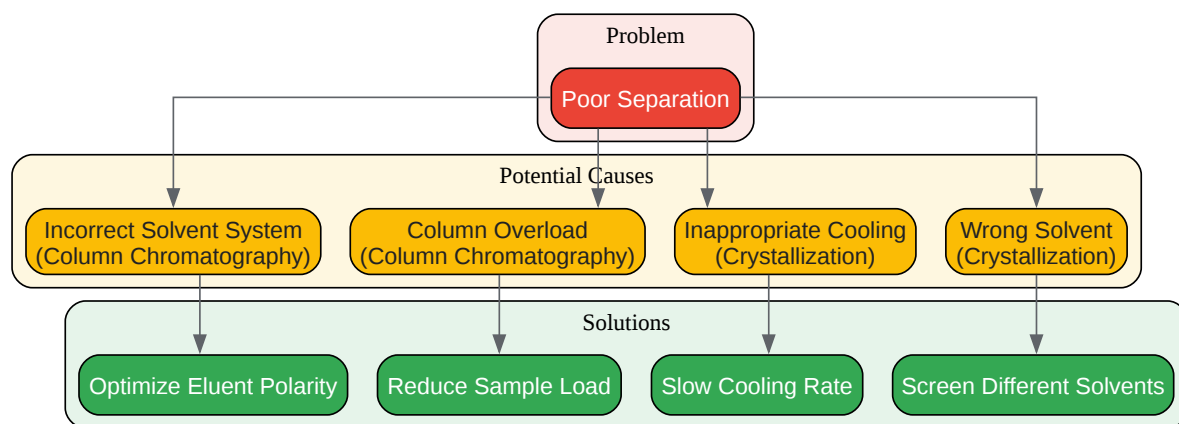 Problem
Poor Separation
Potential Causes
Incorrect Solvent System
(Column Chromatography)
Column Overload
(Column Chromatography)
Inappropriate Cooling
(Crystallization)
Wrong Solvent
(Crystallization)
Solutions
Optimize Eluent Polarity
Reduce Sample Load
Slow Cooling Rate
Screen Different Solvents